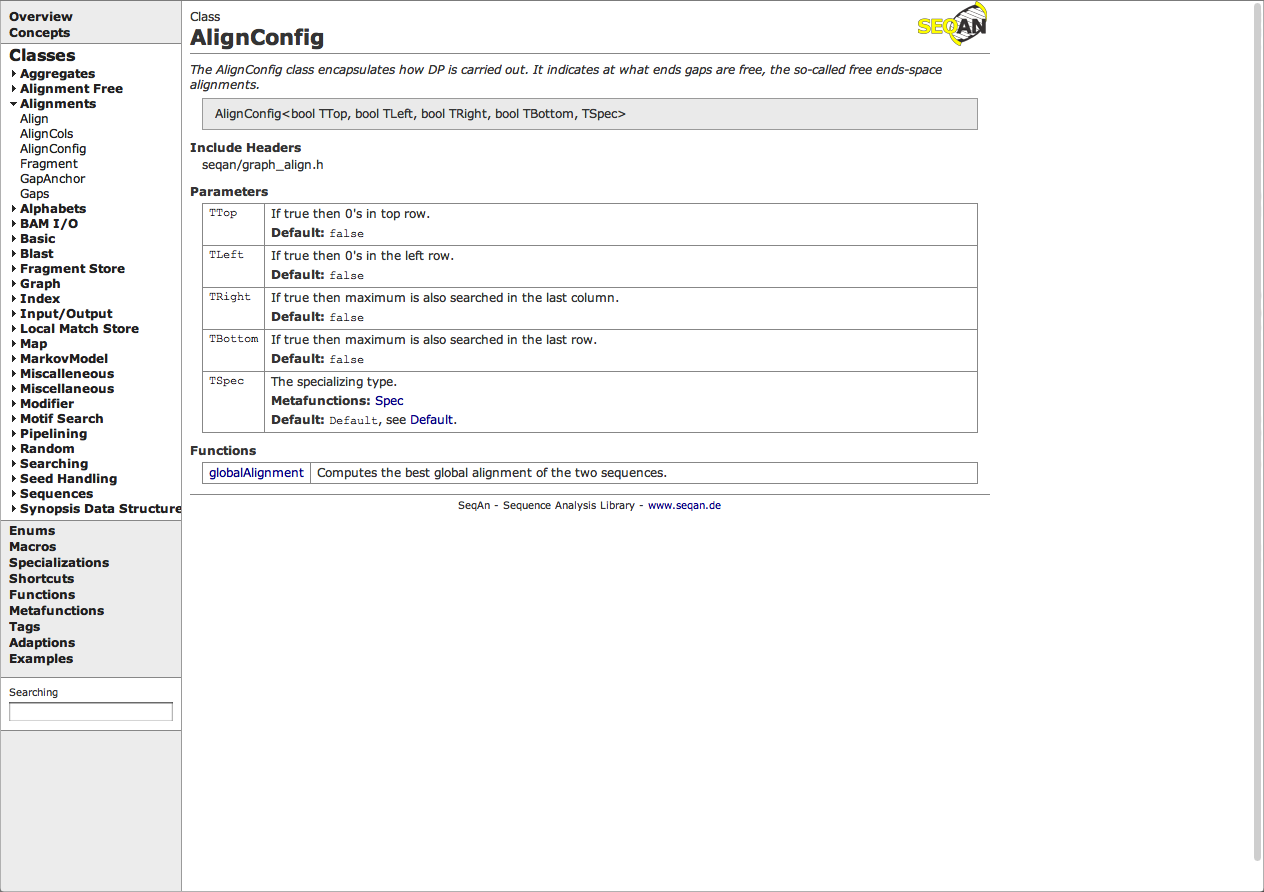 Overview
Concepts
Classes
Aggregates
Alignment Free
Alignments
Align
AlignCols
AlignConfig
Fragment
GapAnchor
Gaps
Alphabets
BAM I/O
Basic
Blast
Fragment Store
Graph
Index
Input/Output
Local Match Store
Map
MarkovModel
Miscalleneous
Miscellaneous
Modifier
Motif Search
Pipelining
Random
Searching
Seed Handling
Sequences
Synopsis Data Structure
Enums
Macros
Specializations
Shortcuts
Functions
Metafunctions
Tags
Adaptions
Examples
Searching
Class
AlignConfig
SEQAN
The AlignConfig class encapsulates how DP is carried out. It indicates at what ends gaps are free, the so-called free ends-space
alignments.
AlignConfig<bool TTop, bool TLeft, bool TRight, bool TBottom, TSpec>
Include Headers
seqan/graph_align.h
Parameters
TTop If true then 0's in top row.
Default: false
TLeft If true then 0's in the left row.
Default: false
TRight If true then maximum is also searched in the last column.
Default: false
TBottom If true then maximum is also searched in the last row.
Default: false
TSpec The specializing type.
Metafunctions: Spec
Default: Default, see Default.
Functions
globalAlignment Computes the best global alignment of the two sequences.
SeqAn - Sequence Analysis Library - www.seqan.de